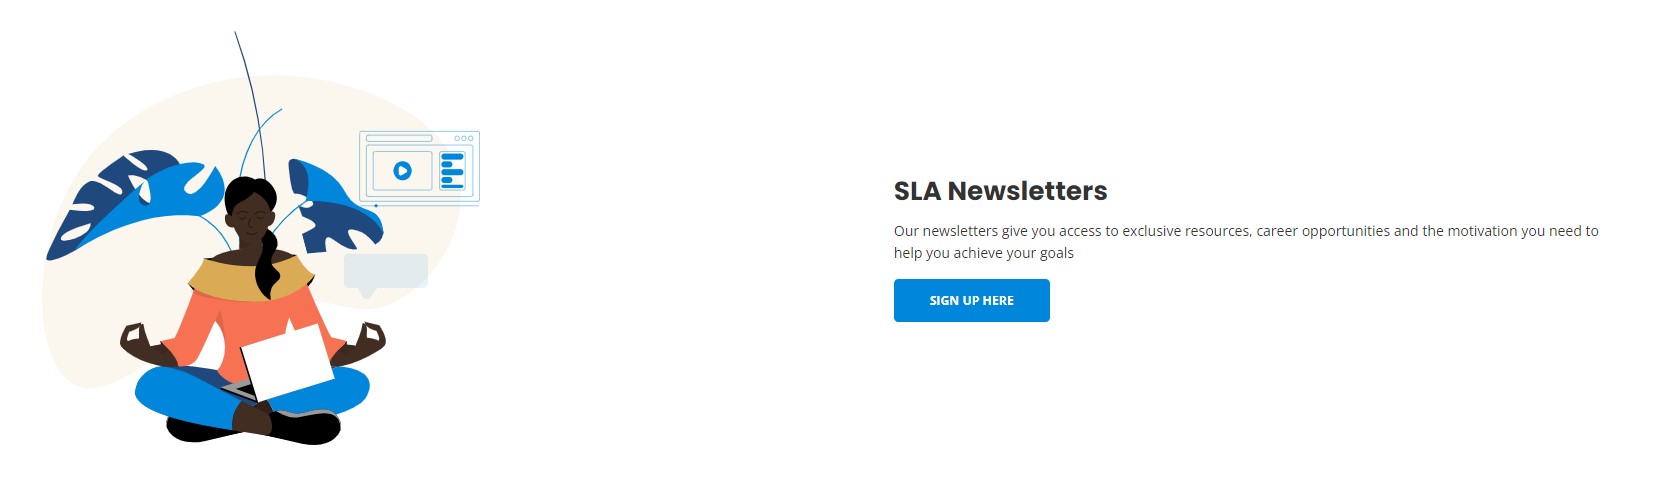 SLA Newsletters
Our newsletters give you access to exclusive resources, career opportunities and the motivation you need to
help you achieve your goals
SIGN UP HERE